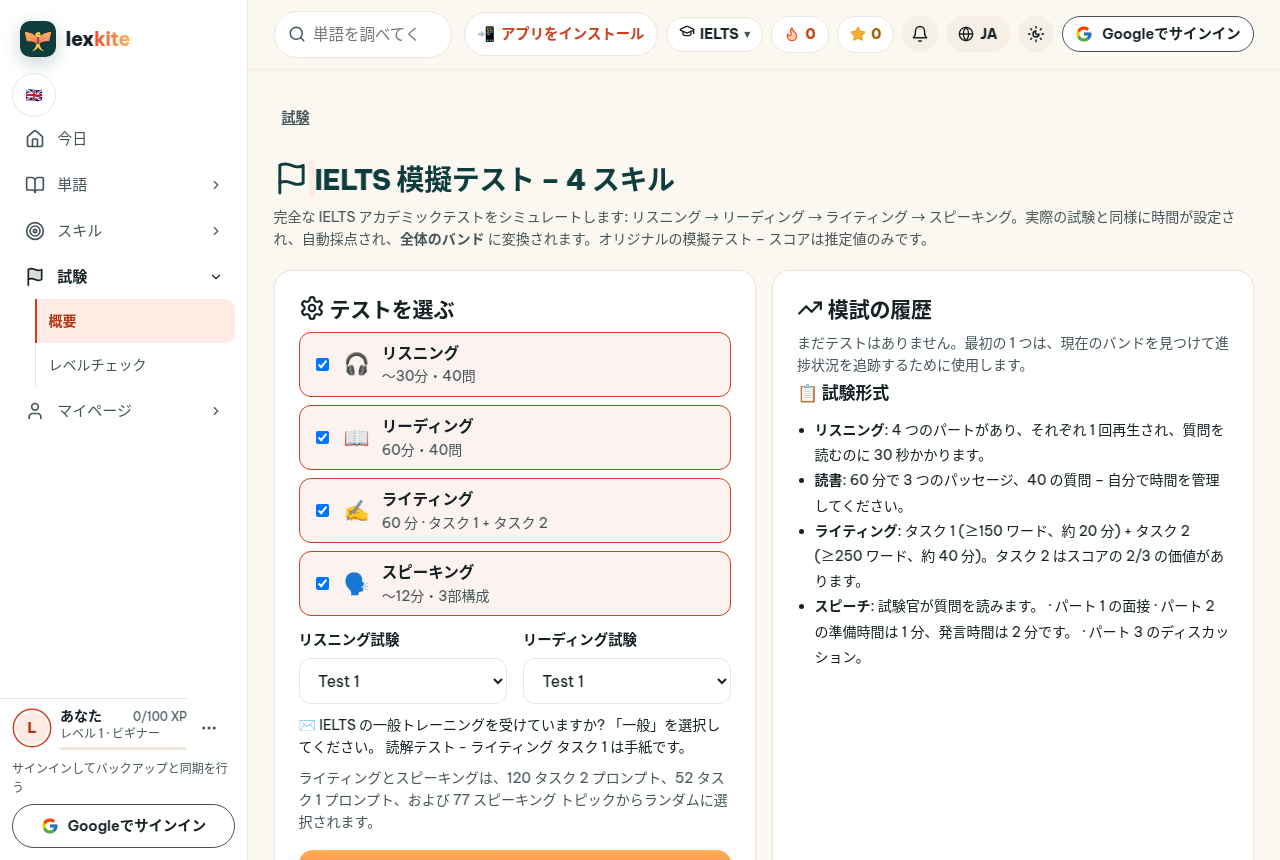 lexkite
今日
単語
スキル
試験
概要
レベルチェック
マイページ
L
あなた
0/100 XP
レベル 1 · ビギナー
サインインしてバックアップと同期を行
う
Googleでサインイン
単語を調べてく
アプリをインストール
IELTS ▾
0
0
JA
Googleでサインイン
試験
IELTS 模擬テスト – 4 スキル
完全な IELTS アカデミックテストをシミュレートします: リスニング → リーディング → ライティング → スピーキング。実際の試験と同様に時間が設定さ
れ、自動採点され、全体のバンド に変換されます。オリジナルの模擬テスト – スコアは推定値のみです。
テストを選ぶ
リスニング
〜30分・40問
リーディング
60分・40問
ライティング
60 分 · タスク 1 + タスク 2
スピーキング
〜12分・3部構成
リスニング試験
リーディング試験
Test 1
Test 1
✉️ IELTS の一般トレーニングを受けていますか? 「一般」を選択し
てください。 読解テスト – ライティング タスク 1 は手紙です。
ライティングとスピーキングは、120 タスク 2 プロンプト、52 タス
ク 1 プロンプト、および 77 スピーキング トピックからランダムに選
択されます。
模試の履歴
まだテストはありません。最初の 1 つは、現在のバンドを見つけて進
捗状況を追跡するために使用します。
📋 試験形式
• リスニング: 4 つのパートがあり、それぞれ 1 回再生され、質問を
読むのに 30 秒かかります。
• 読書: 60 分で 3 つのパッセージ、40 の質問 – 自分で時間を管理
してください。
• ライティング: タスク 1 (≥150 ワード、約 20 分) + タスク 2
(≥250 ワード、約 40 分)。タスク 2 はスコアの 2/3 の価値があ
ります。
• スピーチ: 試験官が質問を読みます。 · パート 1 の面接 · パート 2
の準備時間は 1 分、発言時間は 2 分です。 · パート 3 のディスカッ
ション。